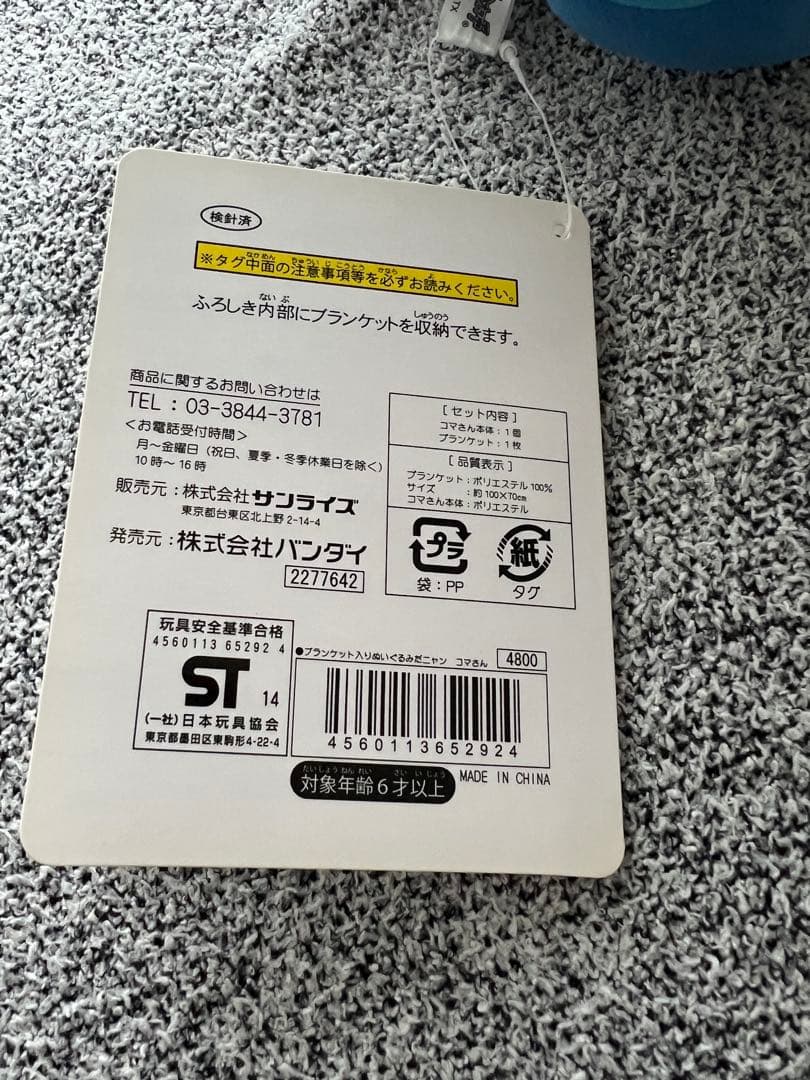 検針済
※タグ中面の注意事項等を必ずお読みください。
ふろしき内部にブランケットを収納できます。
商品に関するお問い合わせは
TEL : 03-3844-3781
<お電話受付時間>
月〜金曜日(祝日、夏季・冬季休業日を除く)
10時〜16時
販売元:株式会社サンライズ
東京都台東区北上野2-14-4
発売元:株式会社バンダイ
2277642
[セット内容]
コマさん本体:1個
ブランケット:1枚
[品質表示]
ブランケット:ポリエステル100%
サイズ :約100×70cm
コマさん本体:ポリエステル
プラ
袋:PP
紙
タグ
玩具安全基準合格
4560113 65292 4
ST 14
(一社)日本玩具協会
東京都墨田区東駒形4-22-4
●ブランケット入りぬいぐるみだニャン コマさん
4800
4560113652924
対象年齢6才以上
MADE IN CHINA